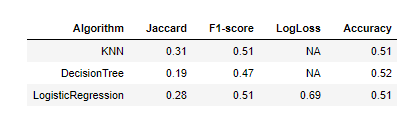 Algorithm Jaccard F1-score LogLoss Accuracy
KNN 0.31 0.51 NA 0.51
DecisionTree 0.19 0.47 NA 0.52
LogisticRegression 0.28 0.51 0.69 0.51